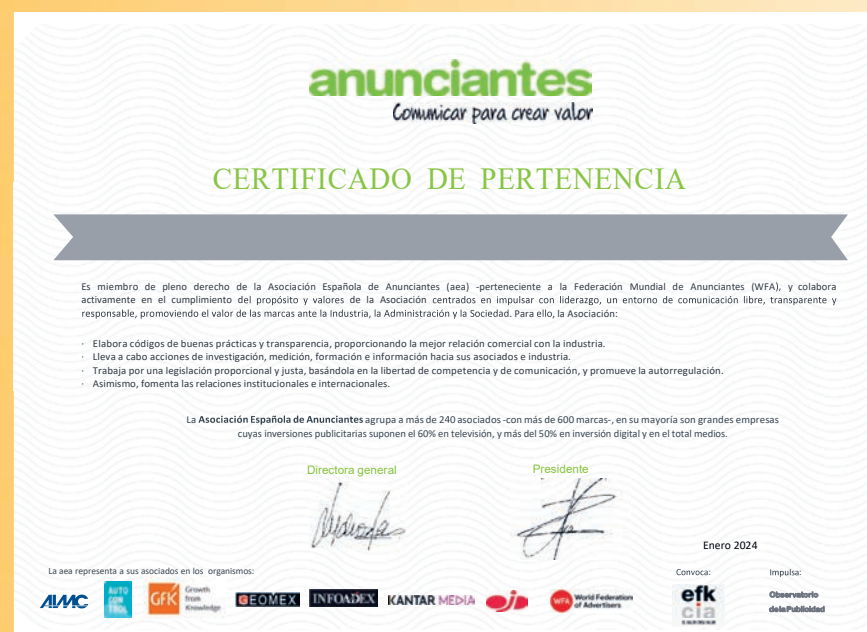 anunciantes
Comunicar para crear valor
CERTIFICADO DE PERTENENCIA
Es miembro de pleno derecho de la Asociación Española de Anunciantes (aea) -perteneciente a la Federación Mundial de Anunciantes (WFA), y colabora
activamente en el cumplimiento del propósito y valores de la Asociación centrados en impulsar con liderazgo, un entorno de comunicación libre, transparente y
responsable, promoviendo el valor de las marcas ante la Industria, la Administración y la Sociedad. Para ello, la Asociación:
· Elabora códigos de buenas prácticas y transparencia, proporcionando la mejor relación comercial con la industria.
· Lleva a cabo acciones de investigación, medición, formación e información hacia sus asociados e industria.
· Trabaja por una legislación proporcional y justa, basándola en la libertad de competencia y de comunicación, y promueve la autorregulación.
· Asimismo, fomenta las relaciones institucionales e internacionales.
La Asociación Española de Anunciantes agrupa a más de 240 asociados -con más de 600 marcas-, en su mayoría son grandes empresas
cuyas inversiones publicitarias suponen el 60% en televisión, y más del 50% en inversión digital y en el total medios.
Directora general
Presidente
Enero 2024
La aea representa a sus asociados en los organismos:
Convoca:
Impulsa:
AIMC
AUTO
CON
TROL
GFK
Growth
from
Knowledge
GEOMEX
INFOADEX
KANTAR MEDIA
ojd
WFA
World Federation
of Advertisers
efk
cia
Observatorio
delaPublicidad